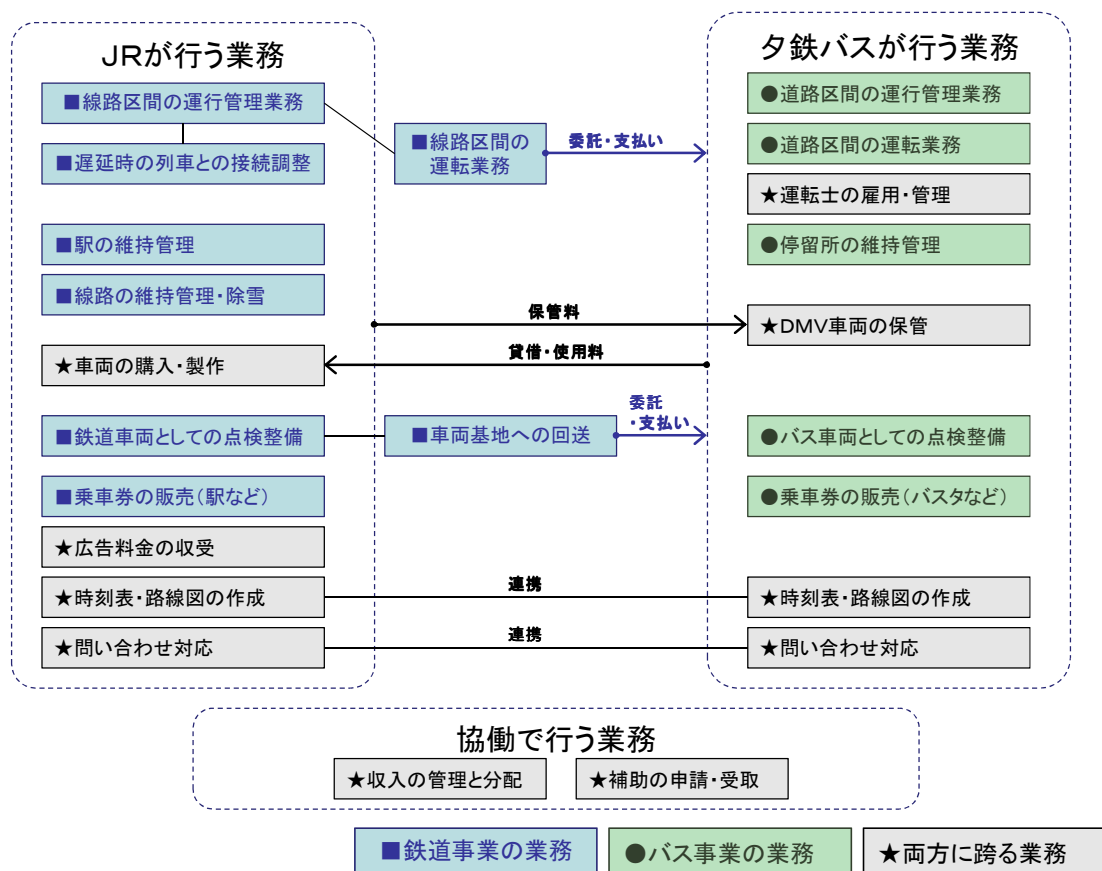 JRが行う業務
■線路区間の運行管理業務
■遅延時の列車との接続調整
■駅の維持管理
■線路の維持管理・除雪
★車両の購入・製作
■鉄道車両としての点検整備
■乗車券の販売(駅など)
★広告料金の収受
★時刻表・路線図の作成
★問い合わせ対応
■線路区間の
運転業務
委託・支払い
保管料
貸借・使用料
■車両基地への回送
委託
・支払い
連携
連携
夕鉄バスが行う業務
●道路区間の運行管理業務
●道路区間の運転業務
★運転士の雇用・管理
●停留所の維持管理
★DMV車両の保管
●バス車両としての点検整備
●乗車券の販売(バスタなど)
★時刻表・路線図の作成
★問い合わせ対応
協働で行う業務
★収入の管理と分配
★補助の申請・受取
■鉄道事業の業務
●バス事業の業務
★両方に跨る業務